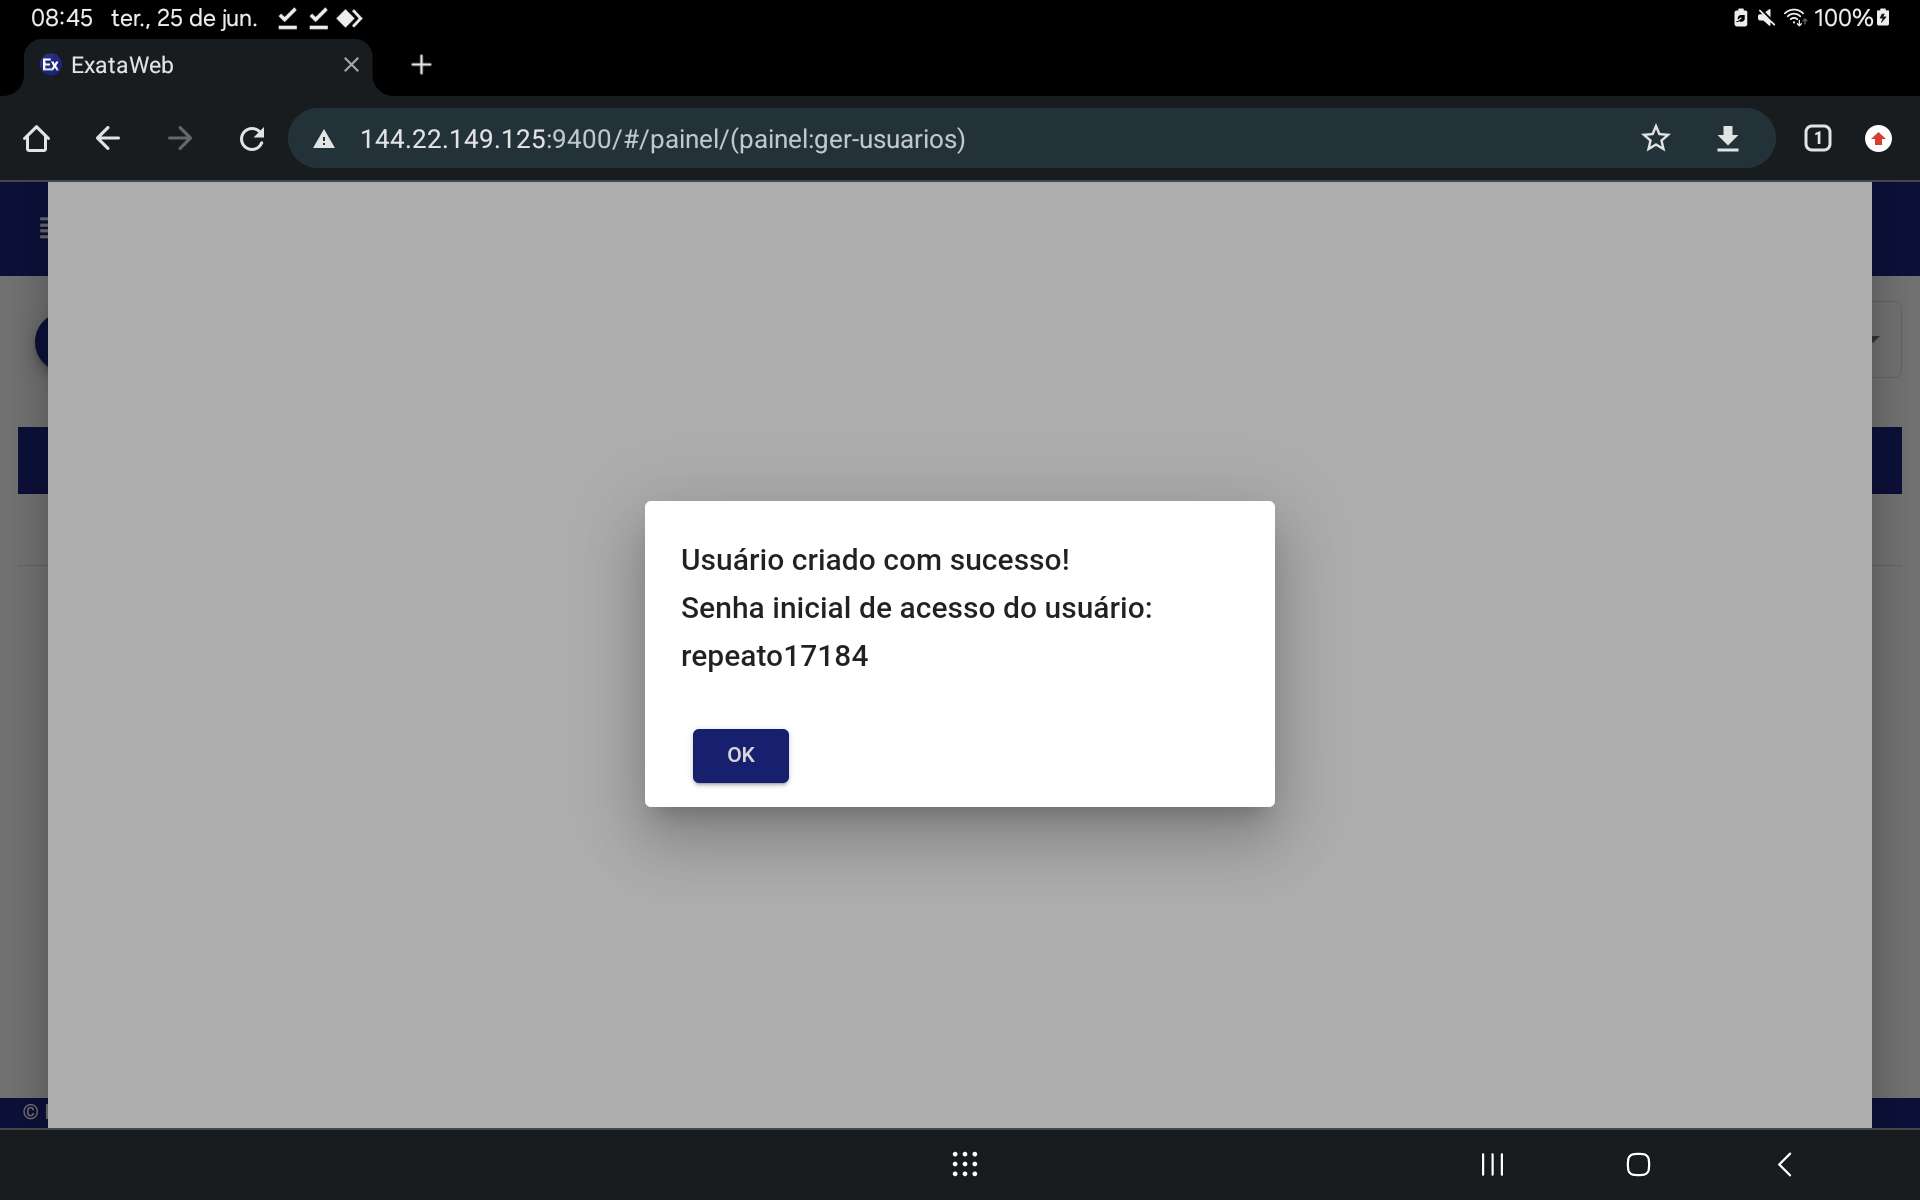 08:45 ter., 25 de jun.
100%
Ex ExataWeb
144.22.149.125:9400/#/painel/(painel:ger-usuarios)
1
Usuário criado com sucesso!
Senha inicial de acesso do usuário:
repeato17184
OK
©